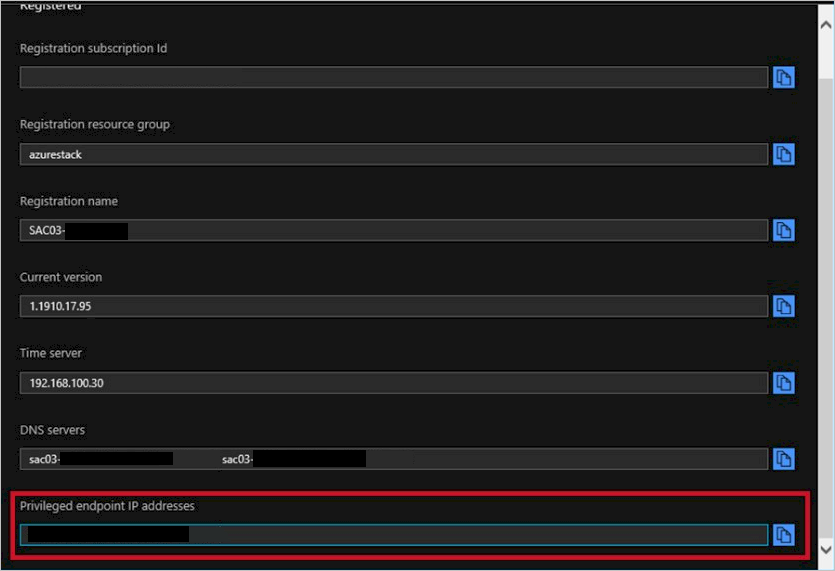 Registered
Registration subscription Id
Registration resource group
azurestack
Registration name
SAC03-
Current version
1.1910.17.95
Time server
192.168.100.30
DNS servers
sac03- sac03-
Privileged endpoint IP addresses